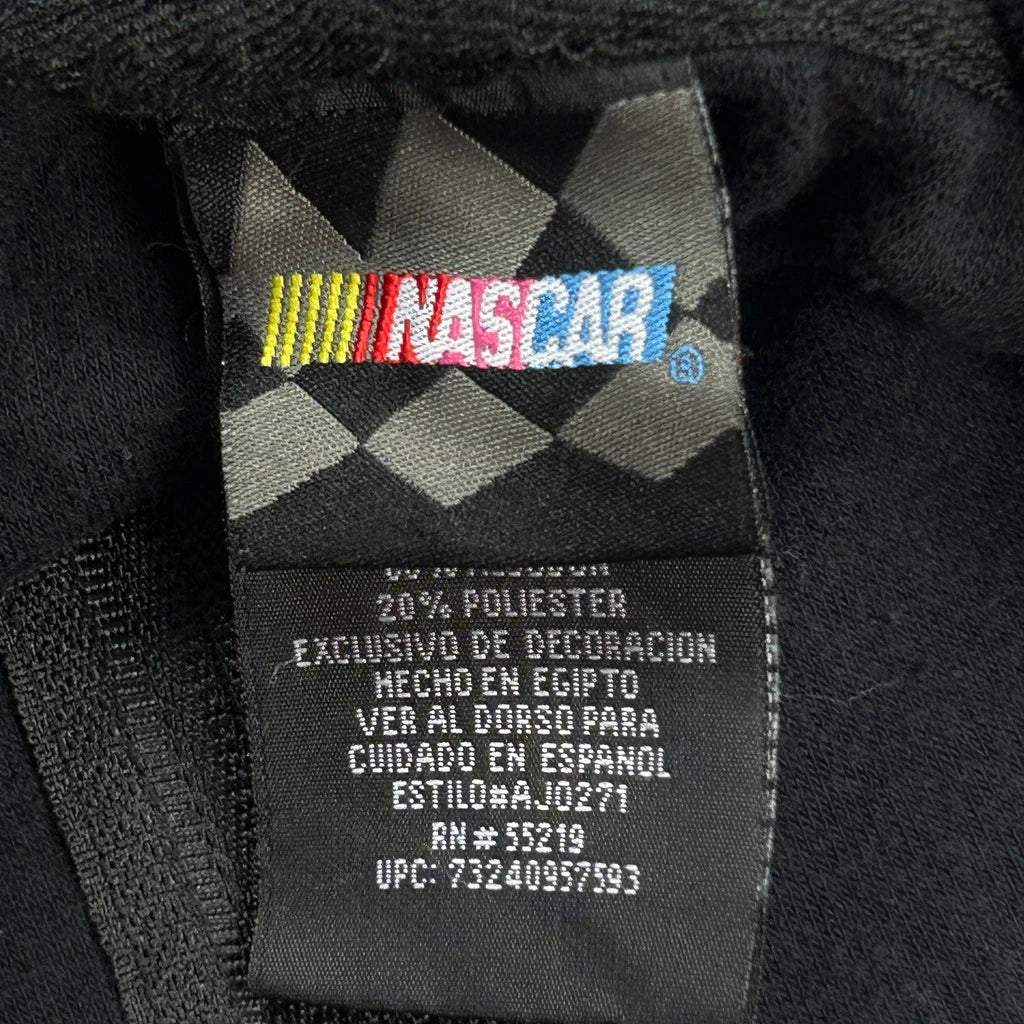 NASCAR®
20% POLIESTER
EXCLUSIVO DE DECORACION
HECHO EN EGIPTO
VER AL DORSO PARA
CUIDADO EN ESPANOL
ESTILO#AJ0271
RN# 55219
UPC: 73240957593